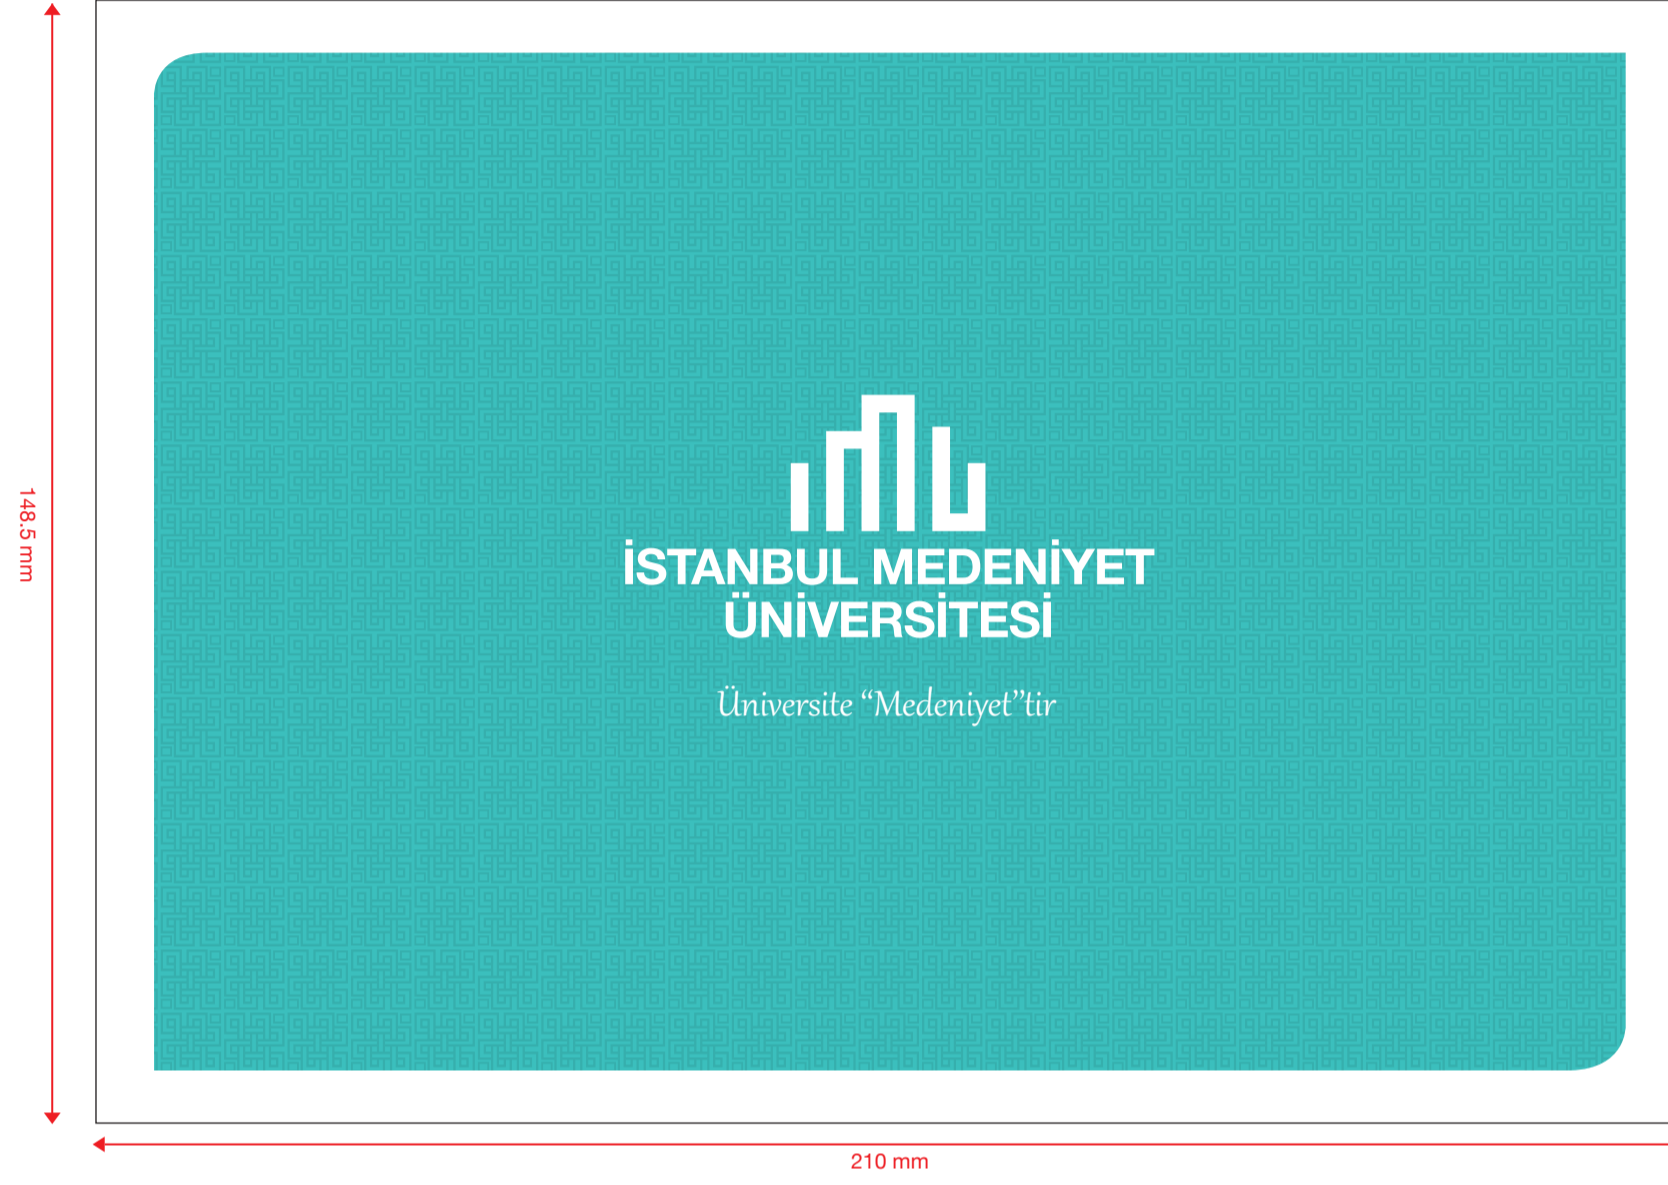 148.5 mm
İSTANBUL MEDENİYET
ÜNİVERSİTESİ
Üniversite “Medeniyet”tir
210 mm